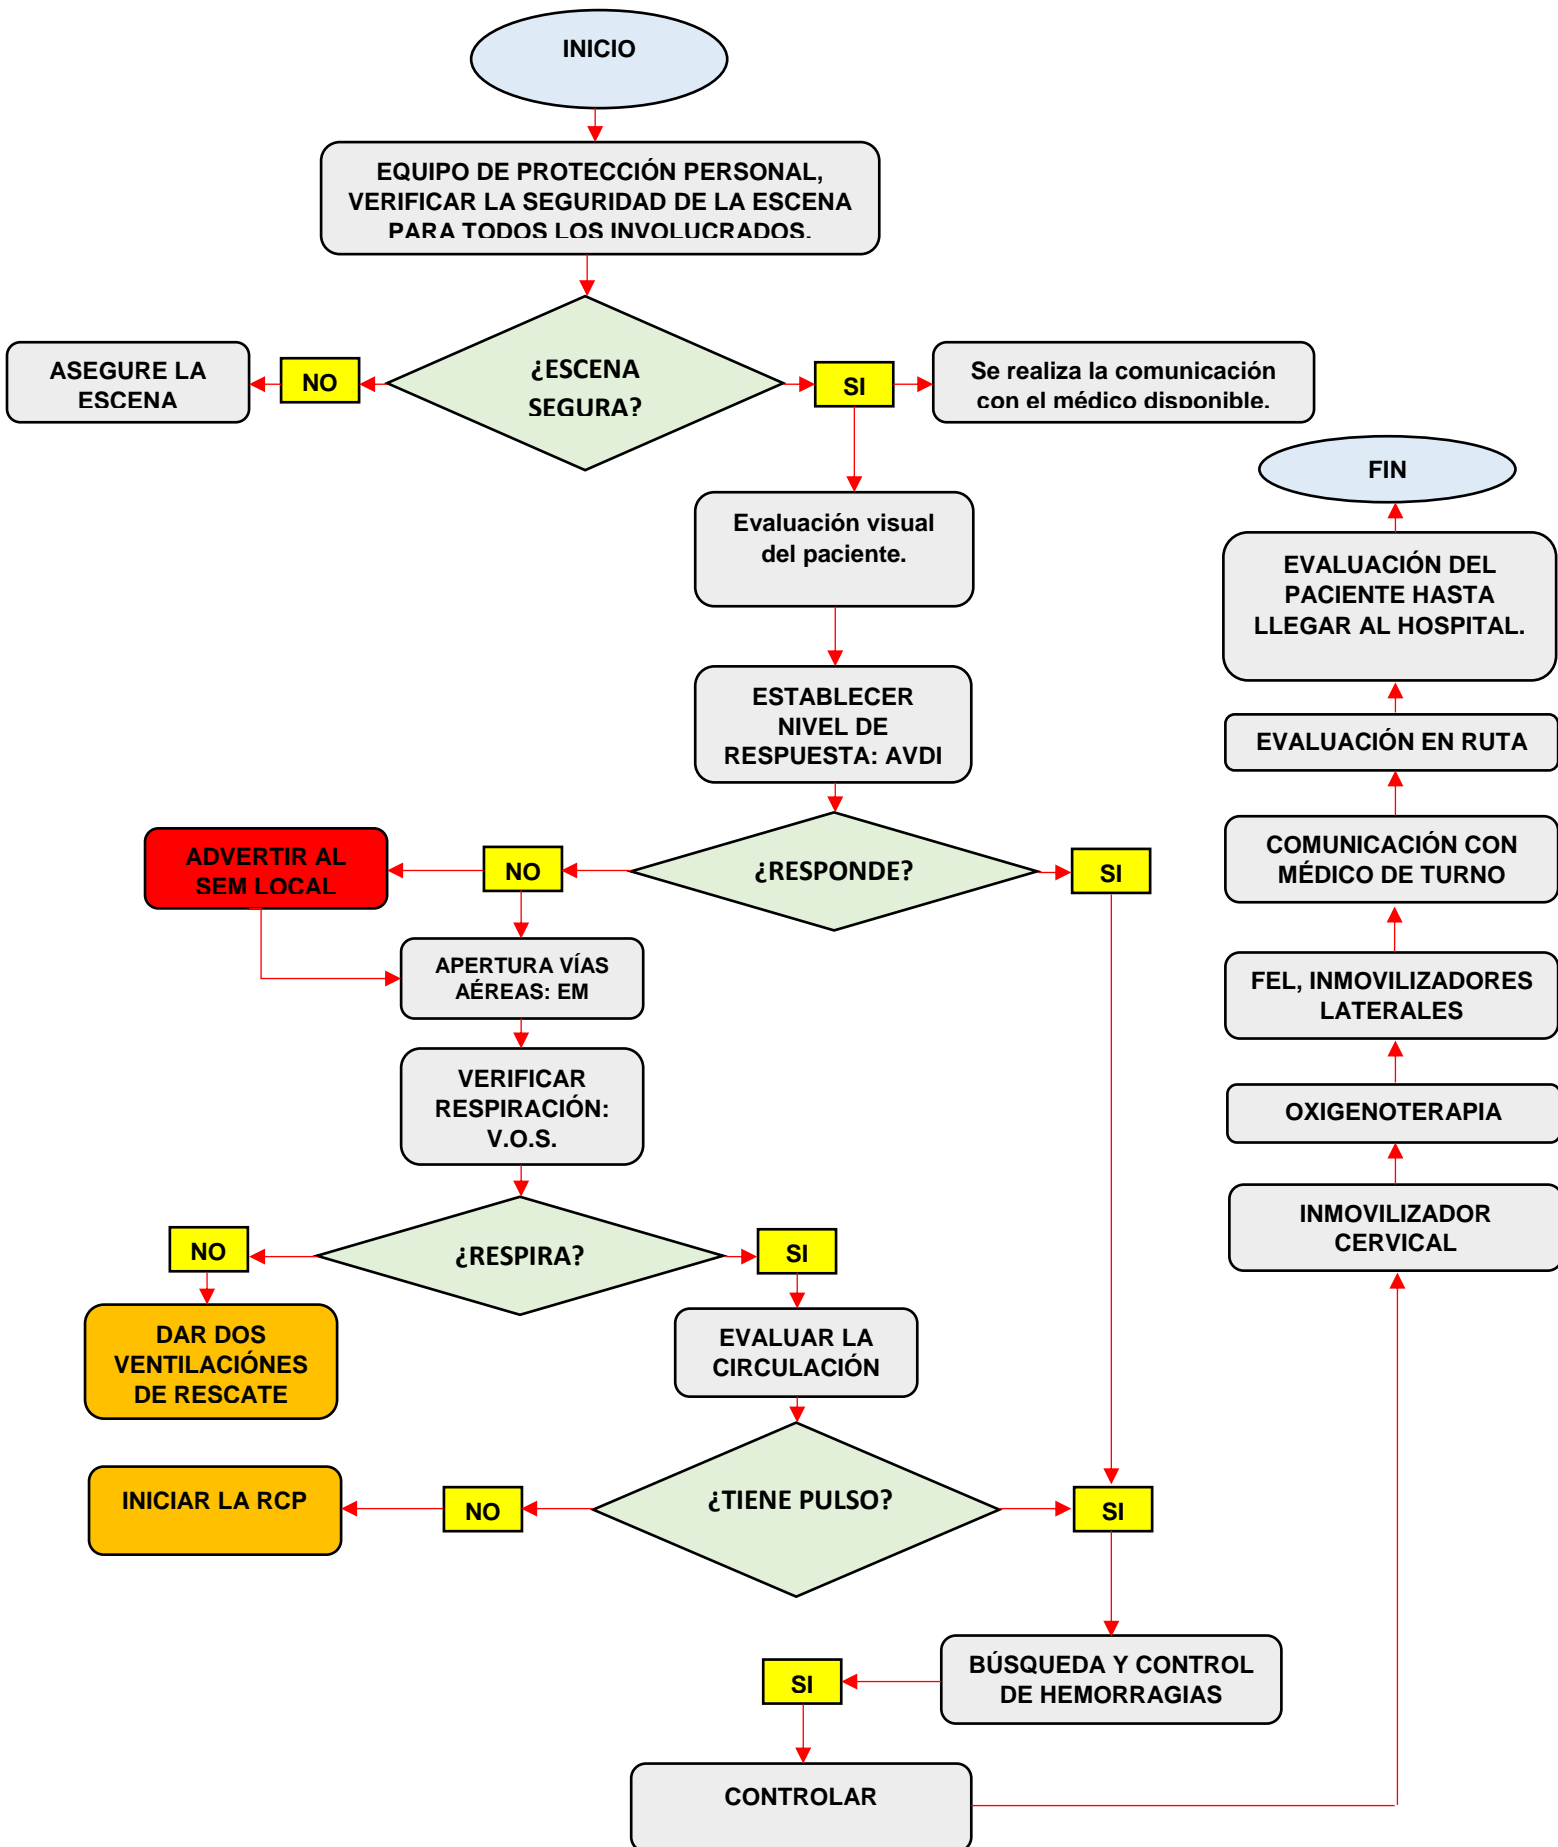 INICIO
EQUIPO DE PROTECCIÓN PERSONAL,
VERIFICAR LA SEGURIDAD DE LA ESCENA
PARA TODOS LOS INVOLUCRADOS.
¿ESCENA
SEGURA?
NO
ASEGURE LA
ESCENA
SI
Se realiza la comunicación
con el médico disponible.
Evaluación visual
del paciente.
ESTABLECER
NIVEL DE
RESPUESTA: AVDI
¿RESPONDE?
NO
SI
ADVERTIR AL
SEM LOCAL
APERTURA VÍAS
AÉREAS: EM
VERIFICAR
RESPIRACIÓN:
V.O.S.
¿RESPIRA?
NO
SI
DAR DOS
VENTILACIÓNES
DE RESCATE
EVALUAR LA
CIRCULACIÓN
¿TIENE PULSO?
NO
SI
INICIAR LA RCP
BÚSQUEDA Y CONTROL
DE HEMORRAGIAS
SI
CONTROLAR
INMOVILIZADOR
CERVICAL
OXIGENOTERAPIA
FEL, INMOVILIZADORES
LATERALES
COMUNICACIÓN CON
MÉDICO DE TURNO
EVALUACIÓN EN RUTA
EVALUACIÓN DEL
PACIENTE HASTA
LLEGAR AL HOSPITAL.
FIN